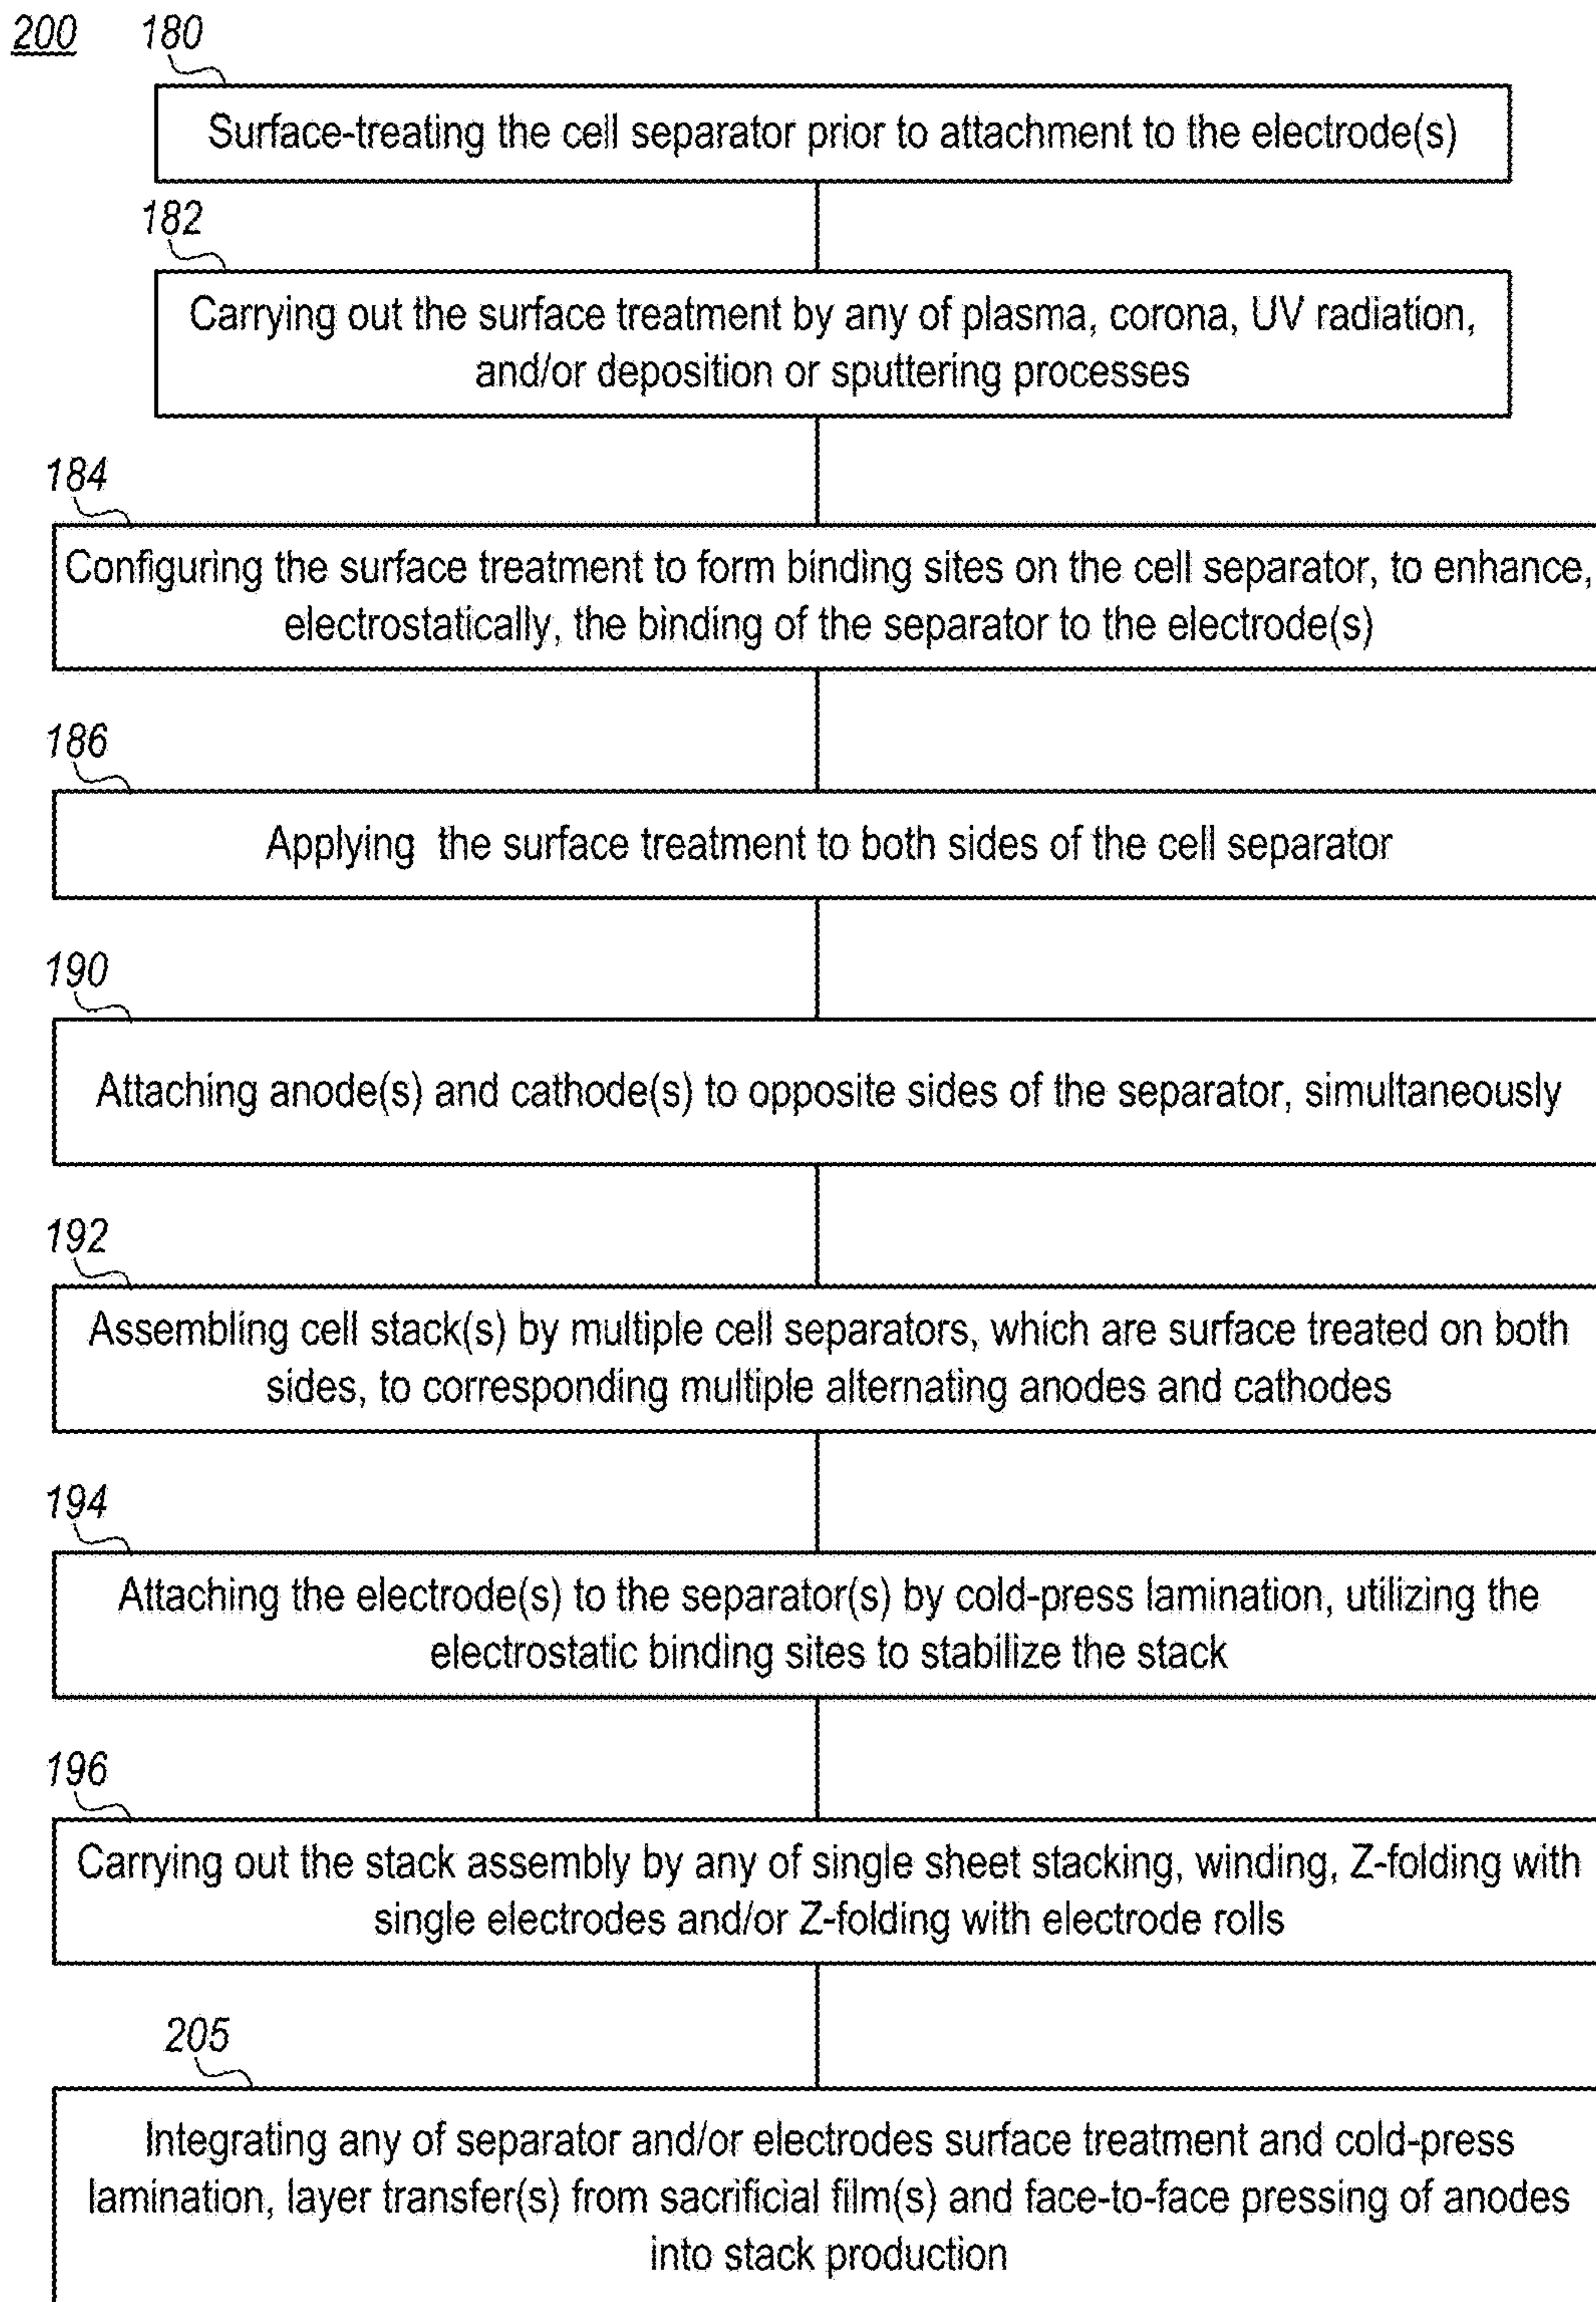 200
180
Surface-treating the cell separator prior to attachment to the electrode(s)
182
Carrying out the surface treatment by any of plasma, corona, UV radiation,
and/or deposition or sputtering processes
184
Configuring the surface treatment to form binding sites on the cell separator, to enhance,
electrostatically, the binding of the separator to the electrode(s)
186
Applying the surface treatment to both sides of the cell separator
190
Attaching anode(s) and cathode(s) to opposite sides of the separator, simultaneously
192
Assembling cell stack(s) by multiple cell separators, which are surface treated on both
sides, to corresponding multiple alternating anodes and cathodes
194
Attaching the electrode(s) to the separator(s) by cold-press lamination, utilizing the
electrostatic binding sites to stabilize the stack
196
Carrying out the stack assembly by any of single sheet stacking, winding, Z-folding with
single electrodes and/or Z-folding with electrode rolls
205
Integrating any of separator and/or electrodes surface treatment and cold-press
lamination, layer transfer(s) from sacrificial film(s) and face-to-face pressing of anodes
into stack production